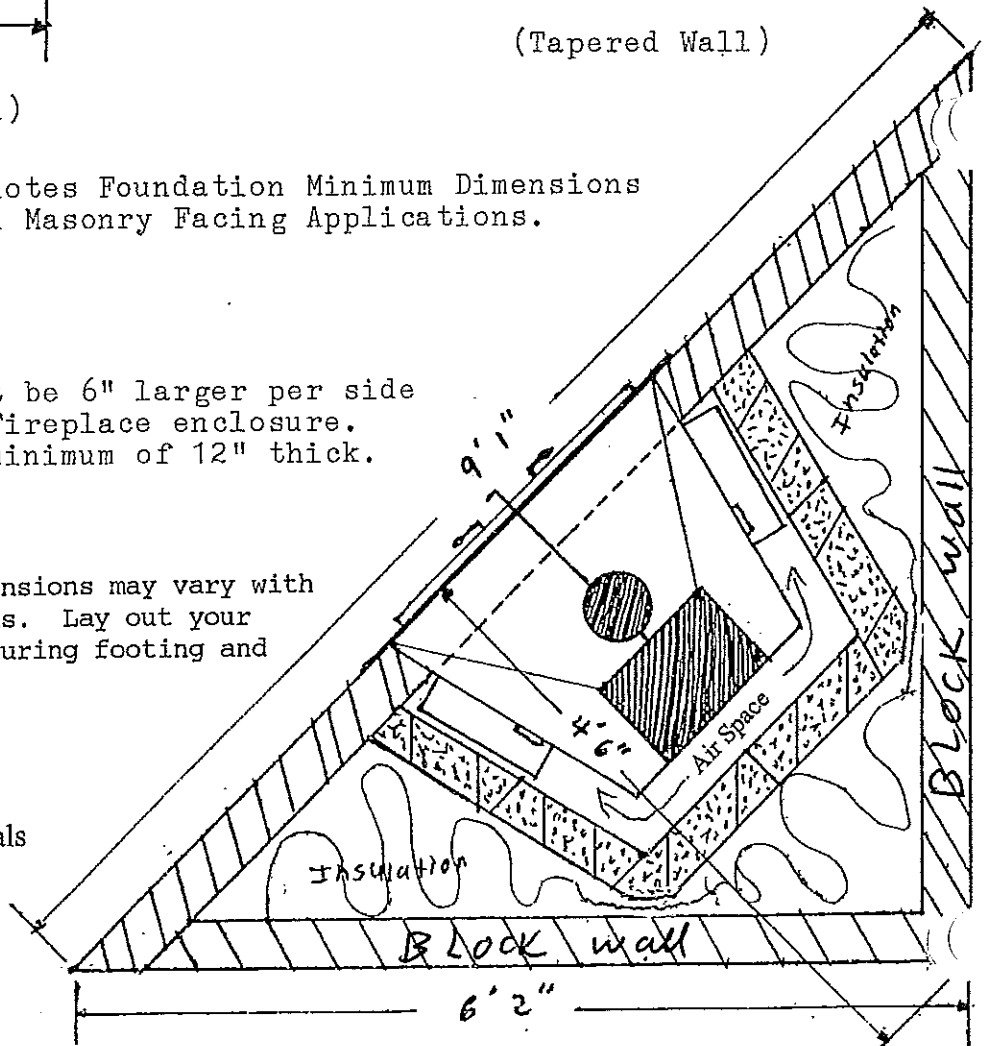 (Tapered Wall)
)
otes Foundation Minimum Dimensions
Masonry Facing Applications.
be 6" larger per side
fireplace enclosure.
inimum of 12" thick.
9' 1"
Insulation
nsions may vary with
s. Lay out your
uring footing and
Block wall
4' 6"
Air Space
als
Insulation
Block wall
6' 2"